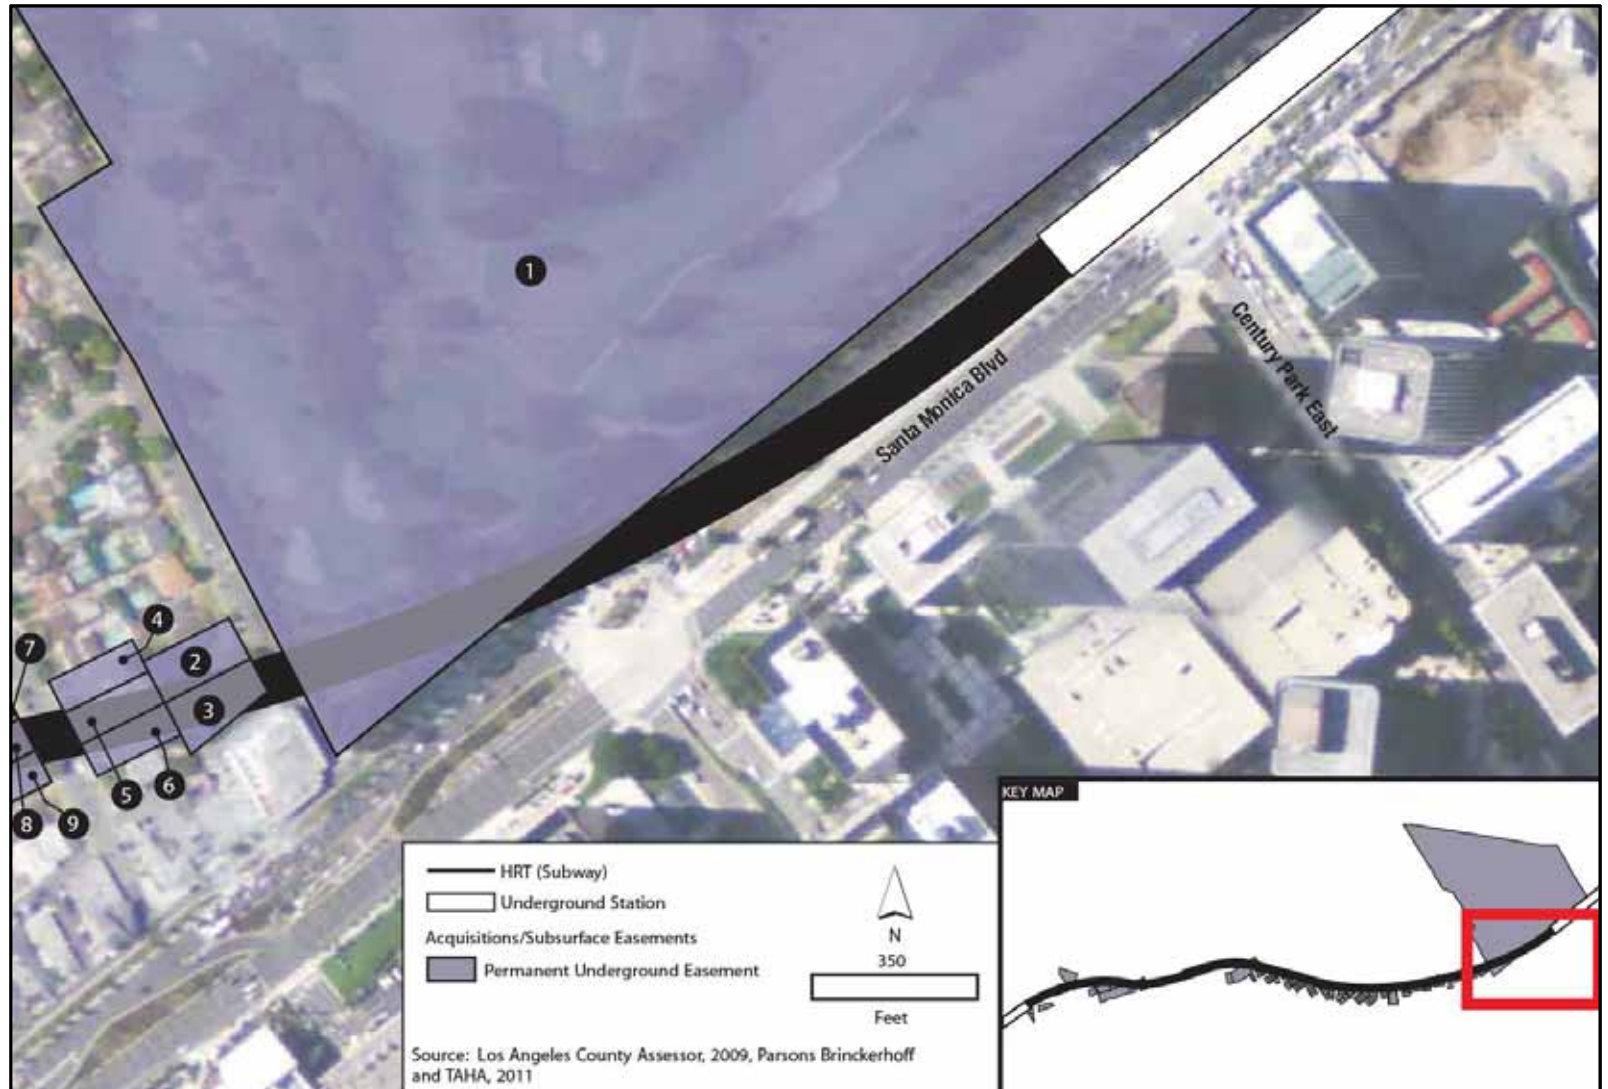 1
Santa Monica Blvd
Century Park East
4
7
2
3
5
6
8
9
KEY MAP
HRT (Subway)
Underground Station
Acquisitions/Subsurface Easements
Permanent Underground Easement
N
350
Feet
Source: Los Angeles County Assessor, 2009, Parsons Brinckerhoff
and TAHA, 2011